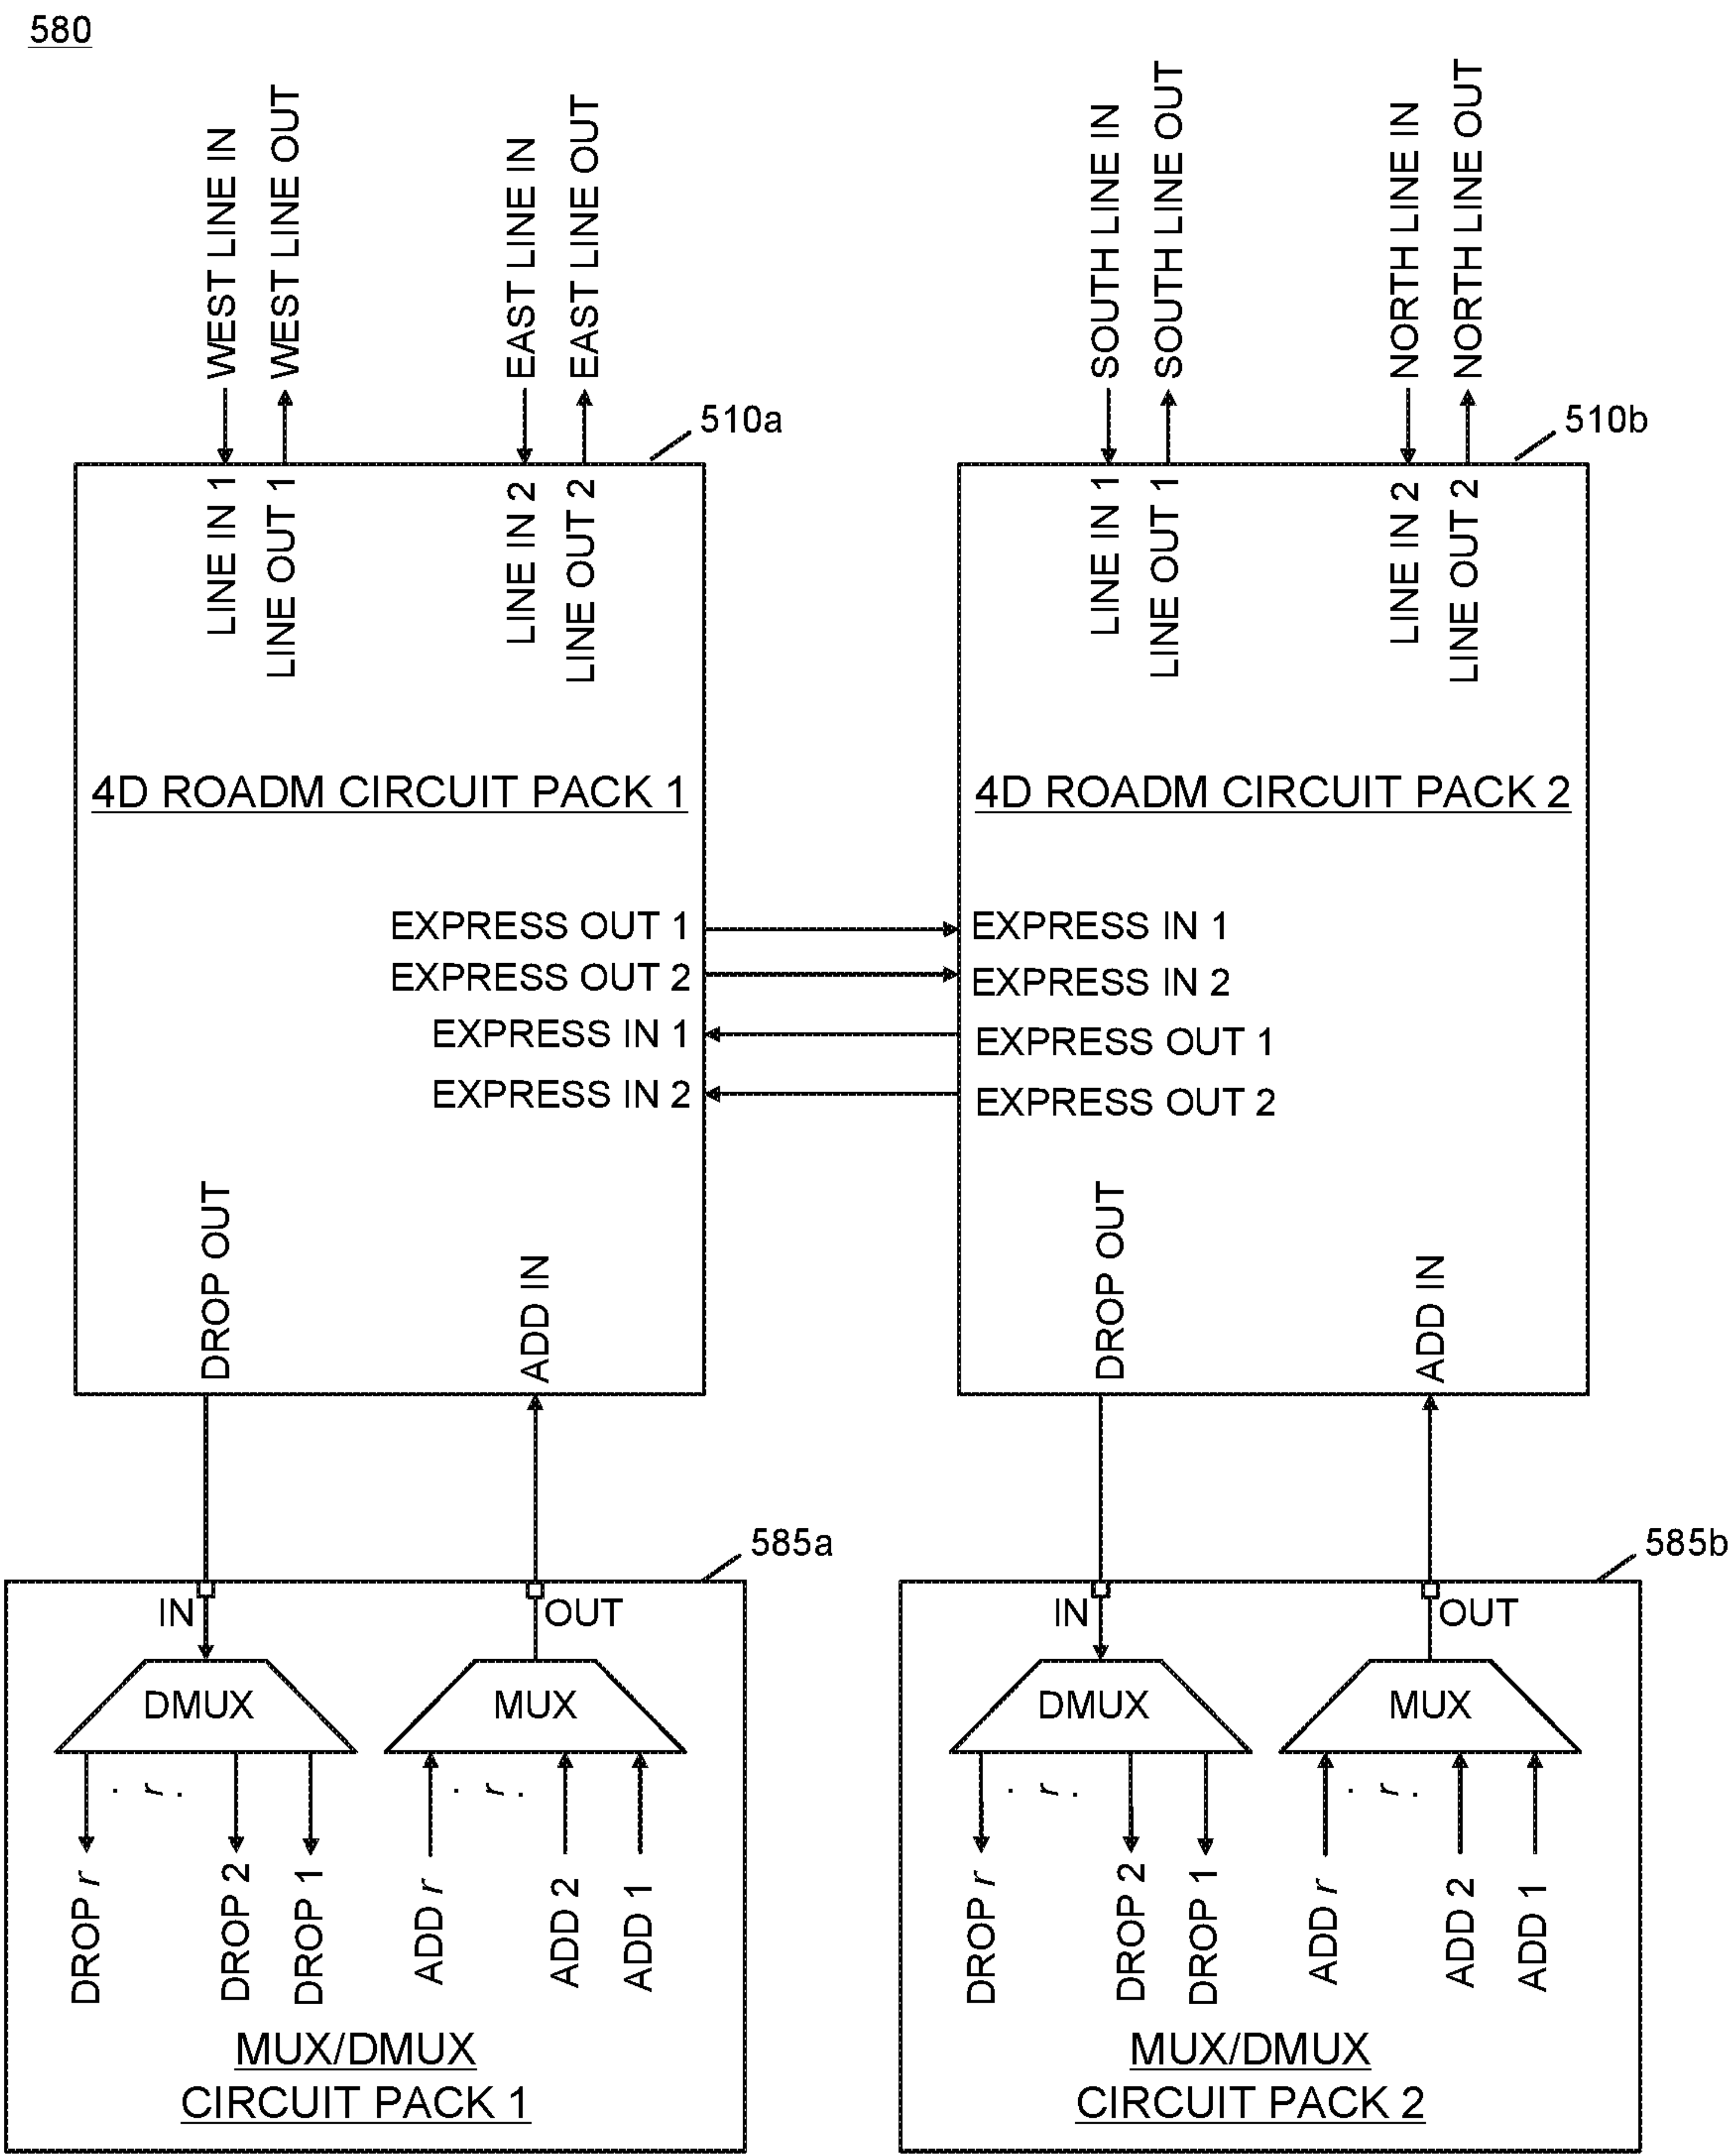 580
WEST LINE IN
WEST LINE OUT
EAST LINE IN
EAST LINE OUT
SOUTH LINE IN
SOUTH LINE OUT
NORTH LINE IN
NORTH LINE OUT
510a
510b
LINE IN 1
LINE OUT 1
LINE IN 2
LINE OUT 2
LINE IN 1
LINE OUT 1
LINE IN 2
LINE OUT 2
4D ROADM CIRCUIT PACK 1
4D ROADM CIRCUIT PACK 2
EXPRESS OUT 1
EXPRESS IN 1
EXPRESS OUT 2
EXPRESS IN 2
EXPRESS IN 1
EXPRESS OUT 1
EXPRESS IN 2
EXPRESS OUT 2
DROP OUT
ADD IN
DROP OUT
ADD IN
585a
585b
IN
OUT
IN
OUT
DMUX
MUX
DMUX
MUX
. r .
. r .
. r .
. r .
DROP r
DROP 2
DROP 1
ADD r
ADD 2
ADD 1
DROP r
DROP 2
DROP 1
ADD r
ADD 2
ADD 1
MUX/DMUX
CIRCUIT PACK 1
MUX/DMUX
CIRCUIT PACK 2